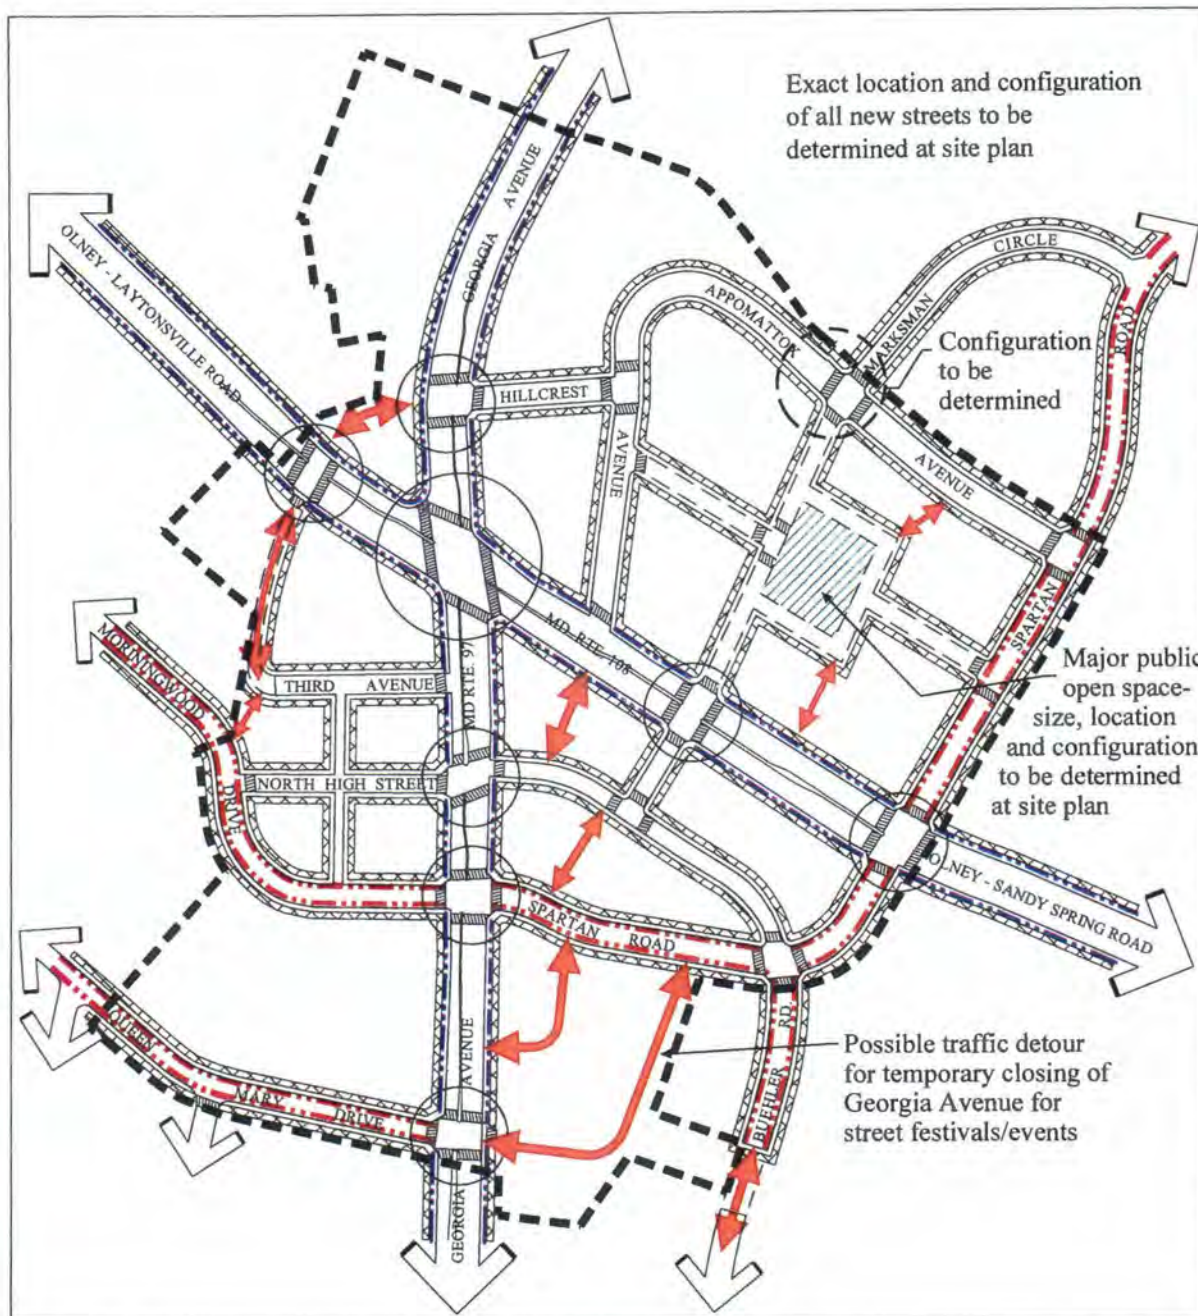 Exact location and configuration
of all new streets to be
determined at site plan
GEORGIA AVENUE
OLNEY - LAYTONSVILLE ROAD
CIRCLE
MARKSMAN
ROAD
APPOMATTOX
HILLCREST
AVENUE
Configuration
to be
determined
AVENUE
SPARTAN
MD RTE. 108
MD RTE. 97
Major public
open space-
size, location
and configuration
to be determined
at site plan
MORNINGWOOD
DRIVE
THIRD AVENUE
NORTH HIGH STREET
SPARTAN ROAD
OLNEY - SANDY SPRING ROAD
QUEEN MARY DRIVE
AVENUE
GEORGIA
BUEHLER RD.
Possible traffic detour
for temporary closing of
Georgia Avenue for
street festivals/events